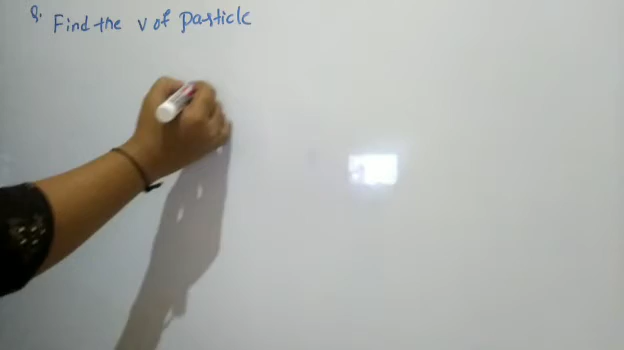 Q. Find the v of particle